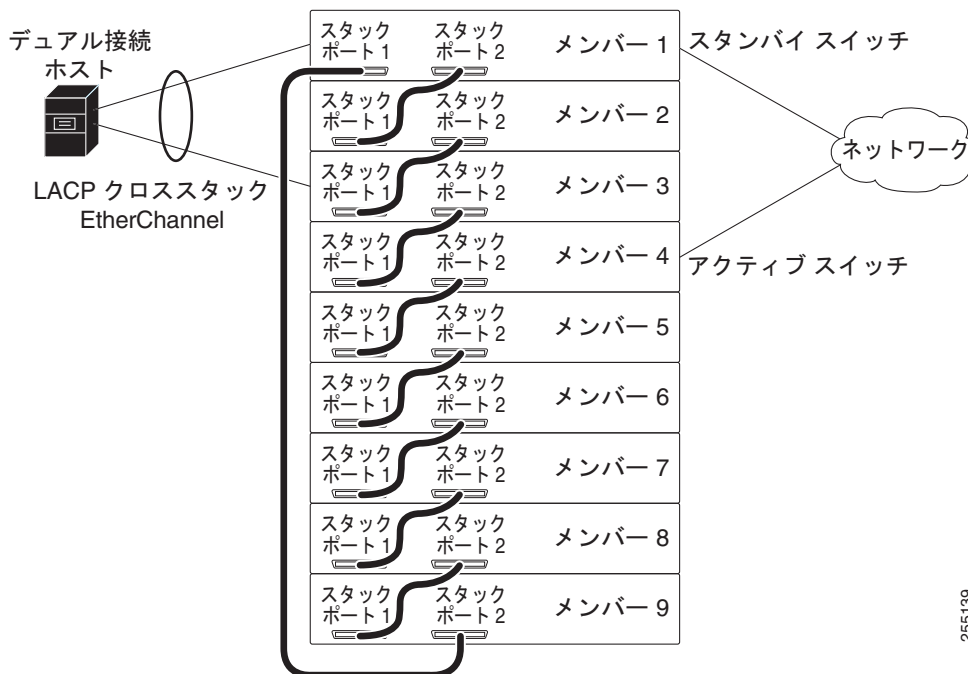 デュアル接続
ホスト
LACP クロススタック
EtherChannel
スタック
ポート 1
スタック
ポート 2
メンバー 1
スタック
ポート 1
スタック
ポート 2
メンバー 2
スタック
ポート 1
スタック
ポート 2
メンバー 3
スタック
ポート 1
スタック
ポート 2
メンバー 4
スタック
ポート 1
スタック
ポート 2
メンバー 5
スタック
ポート 1
スタック
ポート 2
メンバー 6
スタック
ポート 1
スタック
ポート 2
メンバー 7
スタック
ポート 1
スタック
ポート 2
メンバー 8
スタック
ポート 1
スタック
ポート 2
メンバー 9
スタンバイ スイッチ
ネットワーク
アクティブ スイッチ
255139